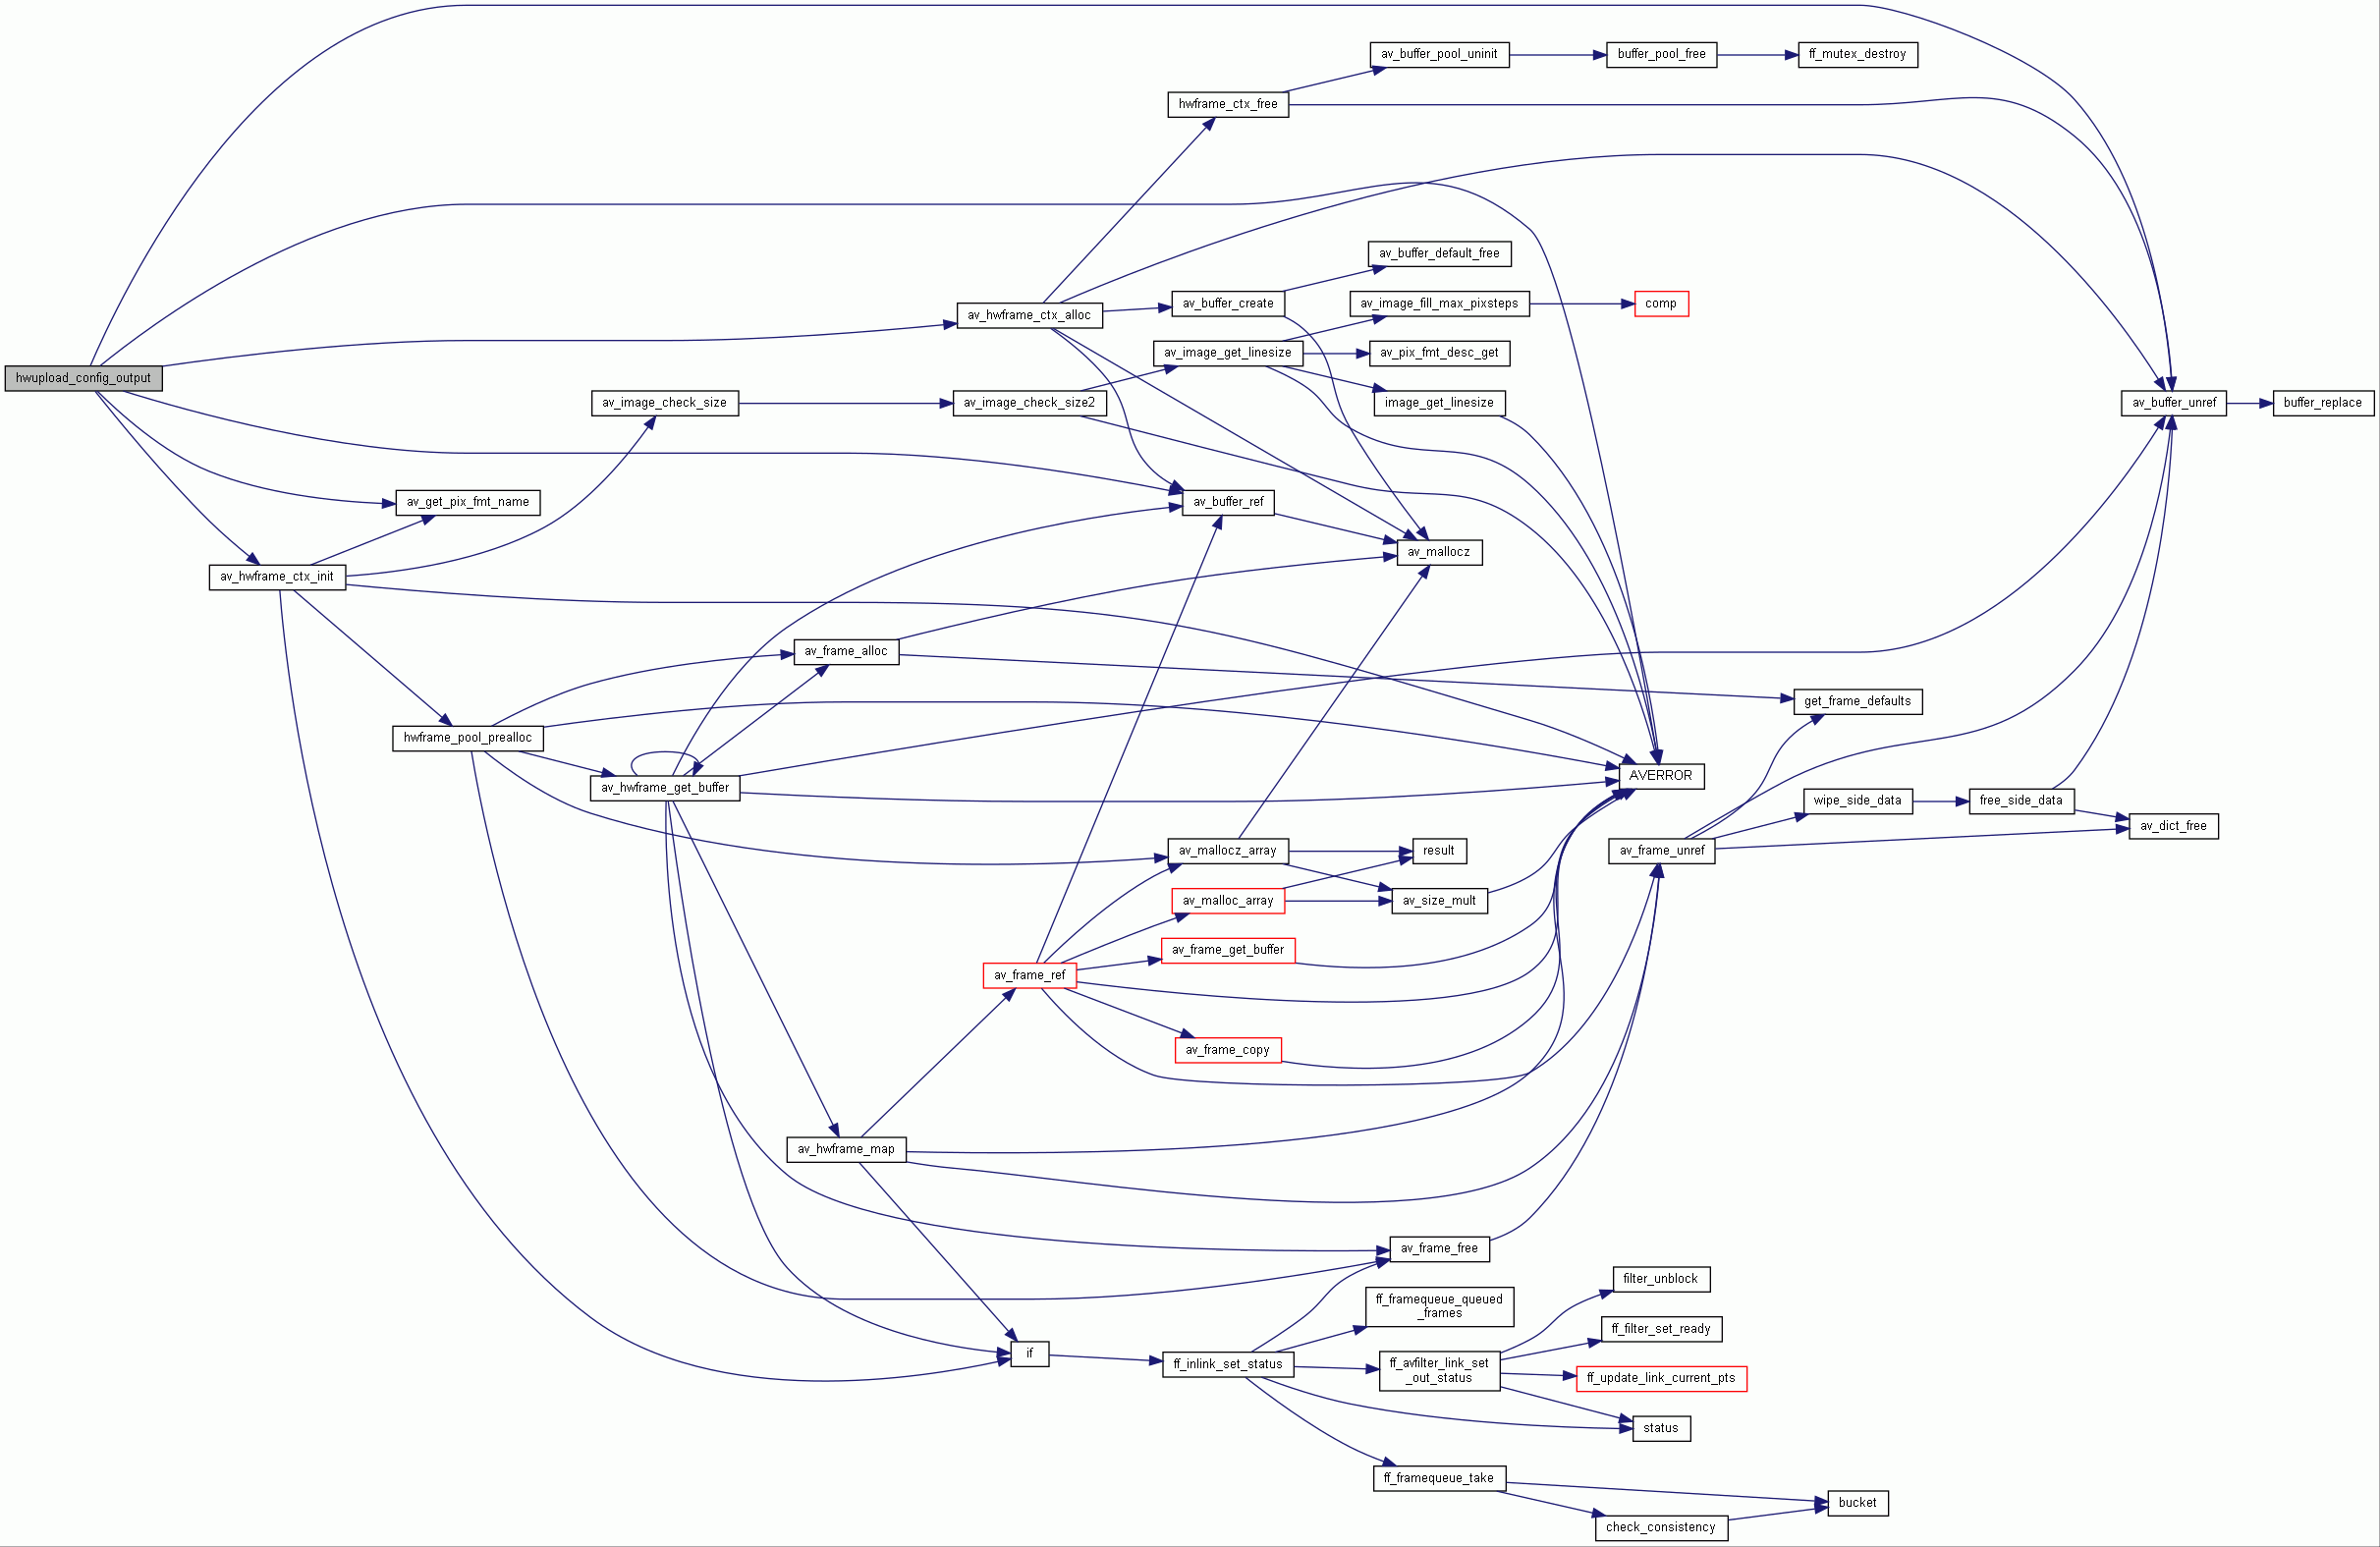 av_buffer_pool_uninit
buffer_pool_free
ff_mutex_destroy
hwframe_ctx_free
av_buffer_default_free
av_hwframe_ctx_alloc
av_buffer_create
av_image_fill_max_pixsteps
comp
av_image_get_linesize
av_pix_fmt_desc_get
hwupload_config_output
av_image_check_size
av_image_check_size2
image_get_linesize
av_buffer_unref
buffer_replace
av_get_pix_fmt_name
av_buffer_ref
av_mallocz
av_hwframe_ctx_init
av_frame_alloc
get_frame_defaults
hwframe_pool_prealloc
av_hwframe_get_buffer
AVERROR
wipe_side_data
free_side_data
av_dict_free
av_mallocz_array
result
av_frame_unref
av_malloc_array
av_size_mult
av_frame_get_buffer
av_frame_ref
av_frame_copy
av_hwframe_map
av_frame_free
filter_unblock
ff_framequeue_queued
_frames
ff_filter_set_ready
if
ff_inlink_set_status
ff_avfilter_link_set
_out_status
ff_update_link_current_pts
status
ff_framequeue_take
bucket
check_consistency